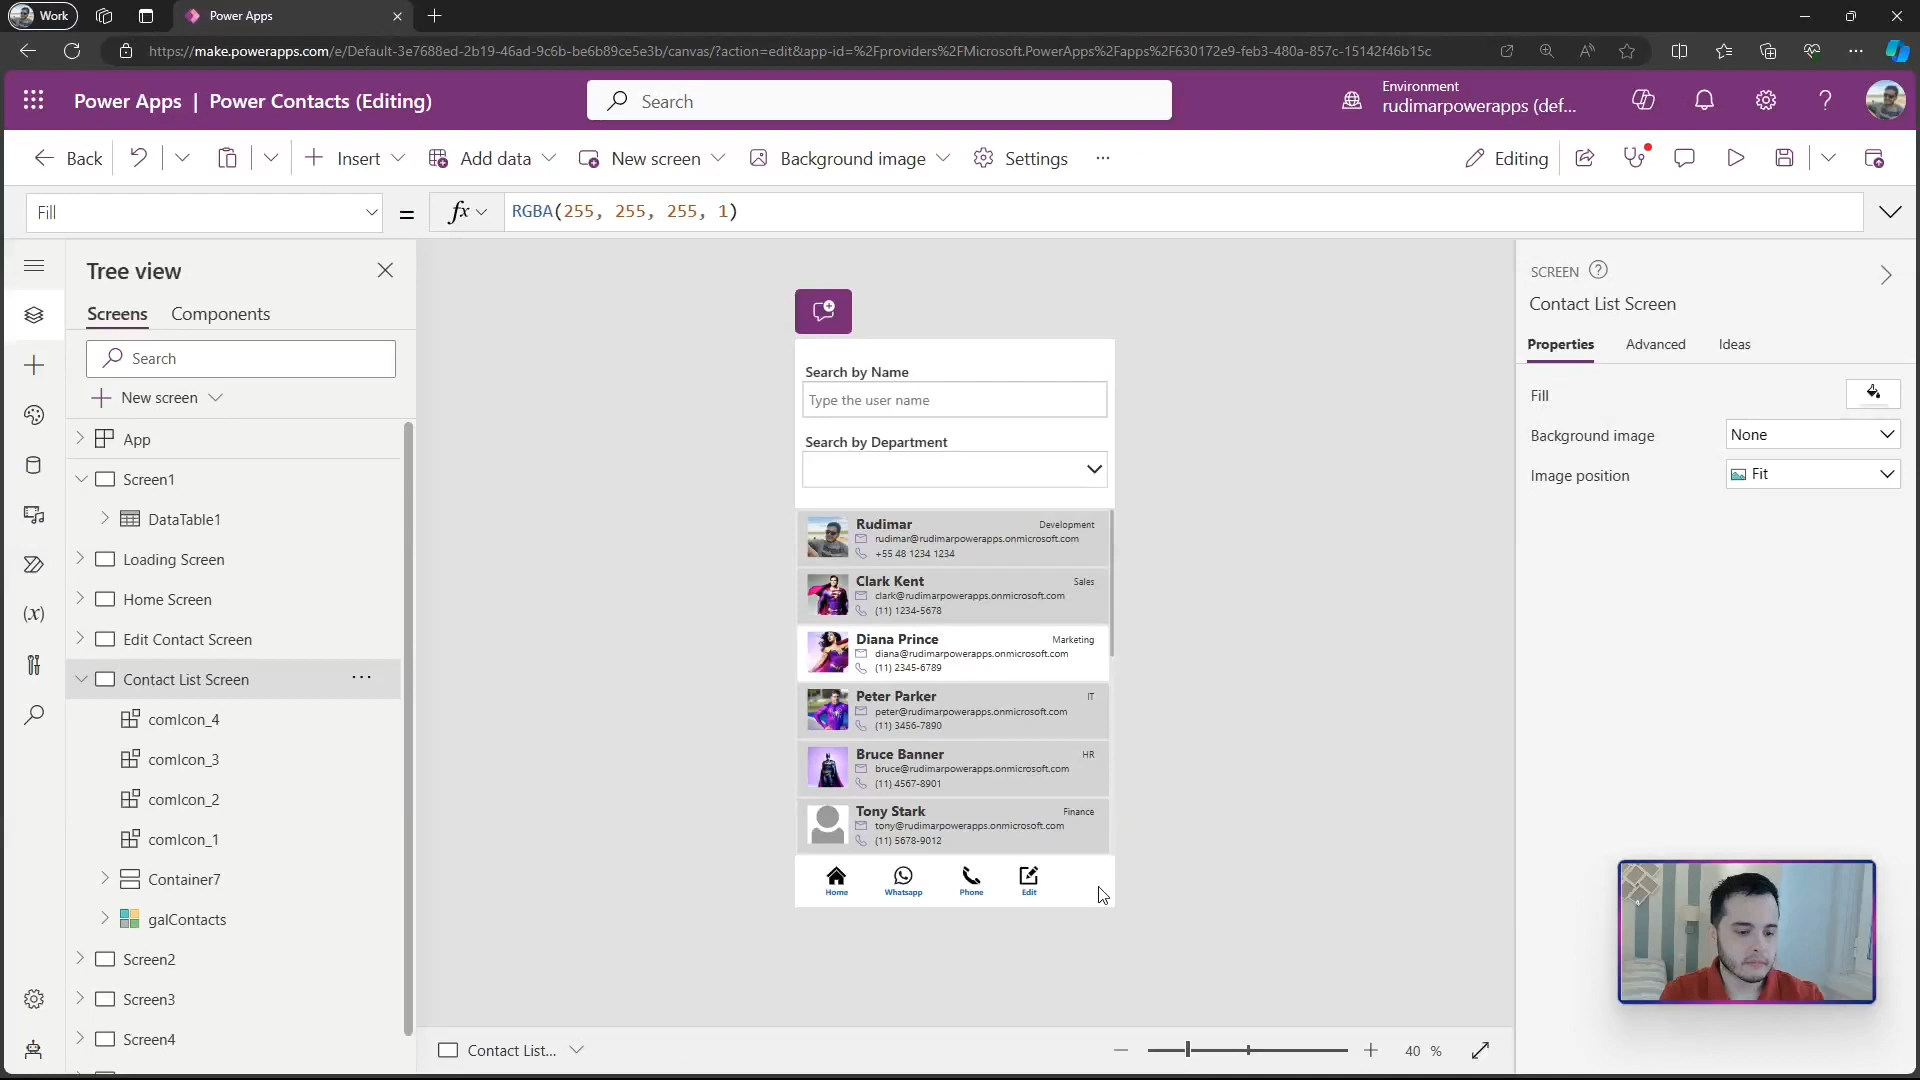 Work
Power Apps
https://make.powerapps.com/e/Default-3e7688ed-2b19-46ad-9c6b-be6b89ce5e3b/canvas/?action=edit&app-id=%2Fproviders%2FMicrosoft.PowerApps%2Fapps%2F630172e9-feb3-480a-857c-15142f46b15c
Power Apps | Power Contacts (Editing)
Search
Environment
rudimarpowerapps (def...
Back
Insert
Add data
New screen
Background image
Settings
Editing
Fill
=
fx
RGBA(255, 255, 255, 1)
Tree view
Screens
Components
Search
New screen
App
Screen1
DataTable1
Loading Screen
Home Screen
Edit Contact Screen
Contact List Screen
comIcon_4
comIcon_3
comIcon_2
comIcon_1
Container7
galContacts
Screen2
Screen3
Screen4
(x)
Search by Name
Type the user name
Search by Department
Rudimar
Development
rudimar@rudimarpowerapps.onmicrosoft.com
+55 48 1234 1234
Clark Kent
Sales
clark@rudimarpowerapps.onmicrosoft.com
(11) 1234-5678
Diana Prince
Marketing
diana@rudimarpowerapps.onmicrosoft.com
(11) 2345-6789
Peter Parker
IT
peter@rudimarpowerapps.onmicrosoft.com
(11) 3456-7890
Bruce Banner
HR
bruce@rudimarpowerapps.onmicrosoft.com
(11) 4567-8901
Tony Stark
Finance
tony@rudimarpowerapps.onmicrosoft.com
(11) 5678-9012
Home
Whatsapp
Phone
Edit
Contact List...
40 %
SCREEN
Contact List Screen
Properties
Advanced
Ideas
Fill
Background image
None
Image position
Fit